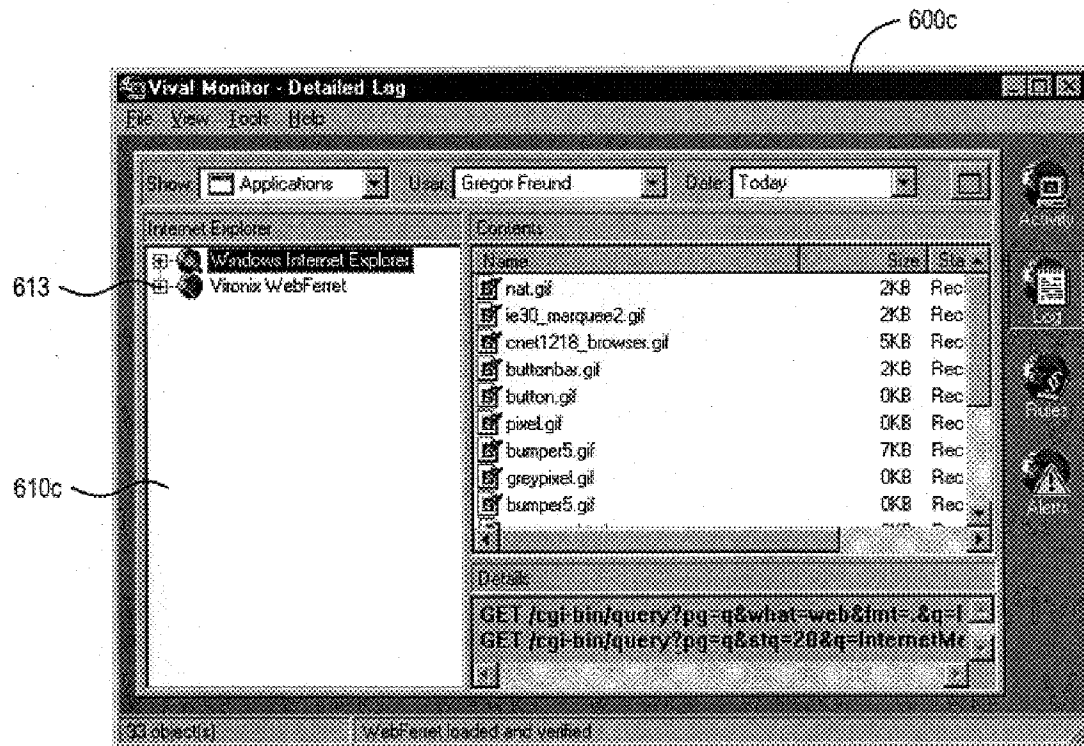 600c
Vival Monitor - Detailed Log
File View Tools Help
Show Applications User Gregor Freund Date Today
Internet Explorer
Contents
Windows Internet Explorer
Vironix WebFerret
613
610c
Name Size Sta
nat.gif 2KB Rec
ie30_marquee2.gif 2KB Rec
cnet1218_browser.gif 5KB Rec
buttonbar.gif 2KB Rec
button.gif 0KB Rec
pixel.gif 0KB Rec
bumper5.gif 7KB Rec
greypixel.gif 0KB Rec
bumper5.gif 0KB Rec
Details
GET /cgi-bin/query?pg=q&what=web&fmt=.&q=I
GET /cgi-bin/query?pg=q&stq=20&q=InternetMe
Activity
Log
Rules
Alerts
33 object(s) WebFerret loaded and verified